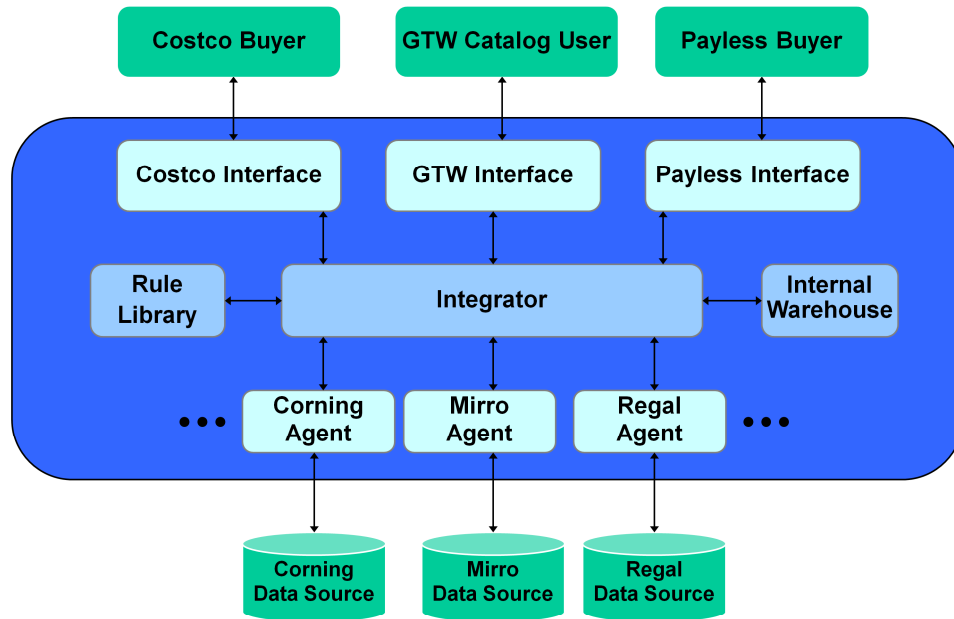 Costco Buyer
GTW Catalog User
Payless Buyer
Costco Interface
GTW Interface
Payless Interface
Rule
Library
Integrator
Internal
Warehouse
Corning
Agent
Mirro
Agent
Regal
Agent
Corning
Data Source
Mirro
Data Source
Regal
Data Source